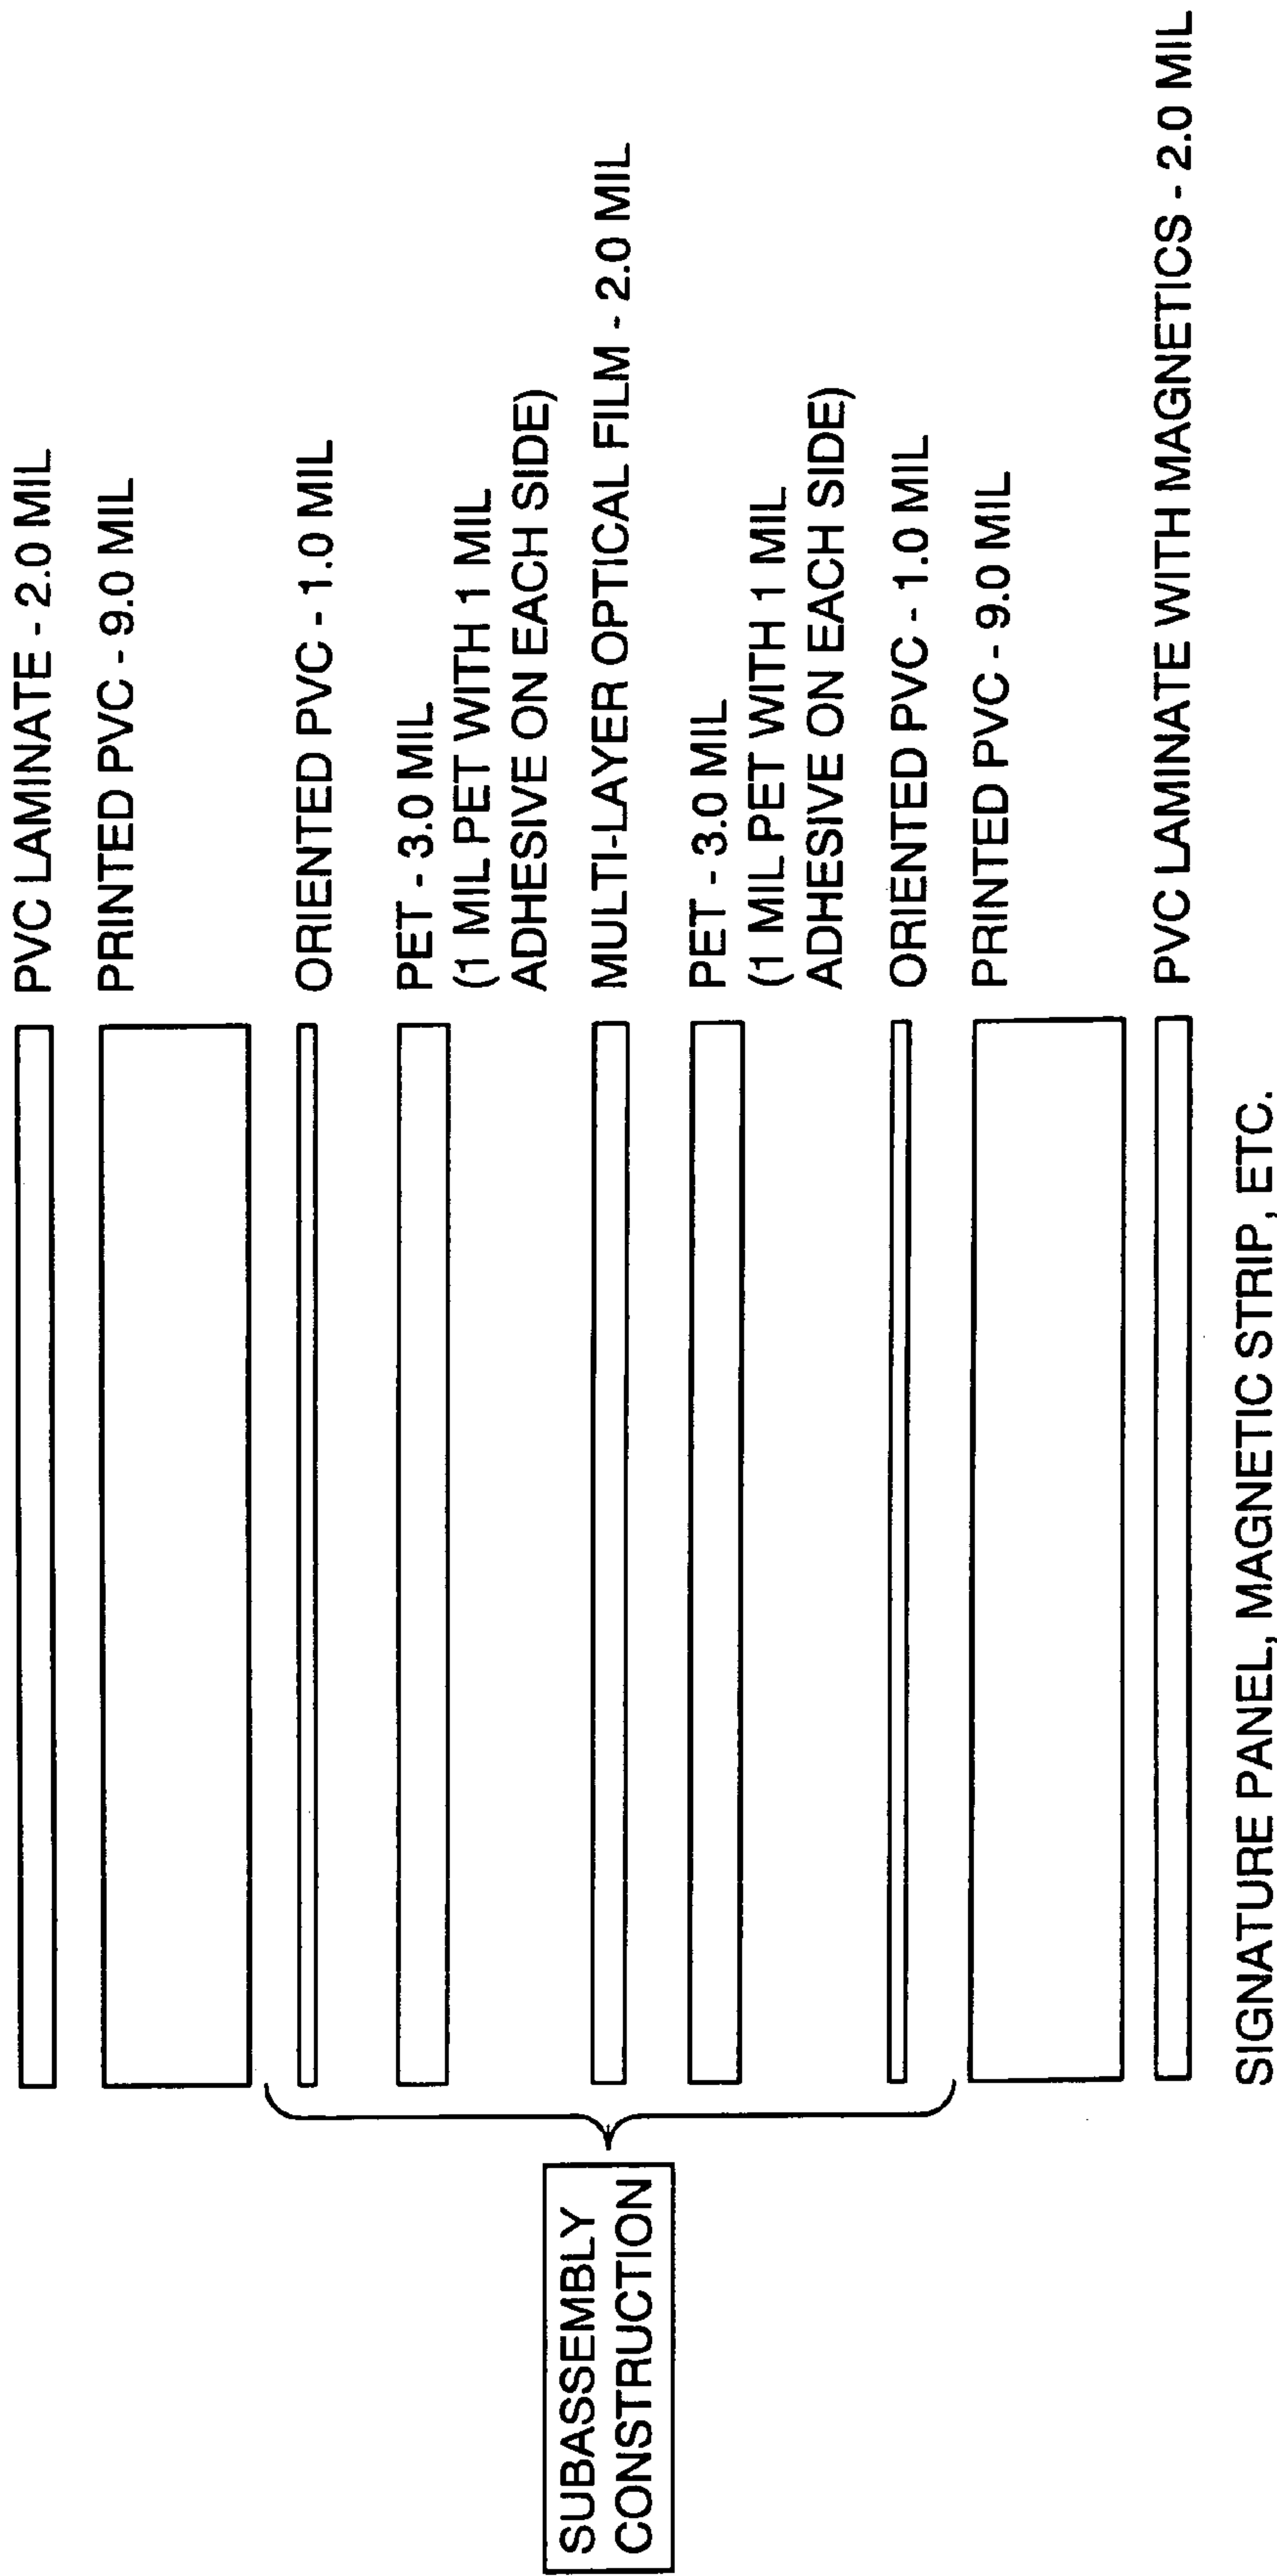 PVC LAMINATE - 2.0 MIL
PRINTED PVC - 9.0 MIL
ORIENTED PVC - 1.0 MIL
PET - 3.0 MIL
(1 MIL PET WITH 1 MIL
ADHESIVE ON EACH SIDE)
SUBASSEMBLY
CONSTRUCTION
MULTI-LAYER OPTICAL FILM - 2.0 MIL
PET - 3.0 MIL
(1 MIL PET WITH 1 MIL
ADHESIVE ON EACH SIDE)
ORIENTED PVC - 1.0 MIL
PRINTED PVC - 9.0 MIL
PVC LAMINATE WITH MAGNETICS - 2.0 MIL
SIGNATURE PANEL, MAGNETIC STRIP, ETC.